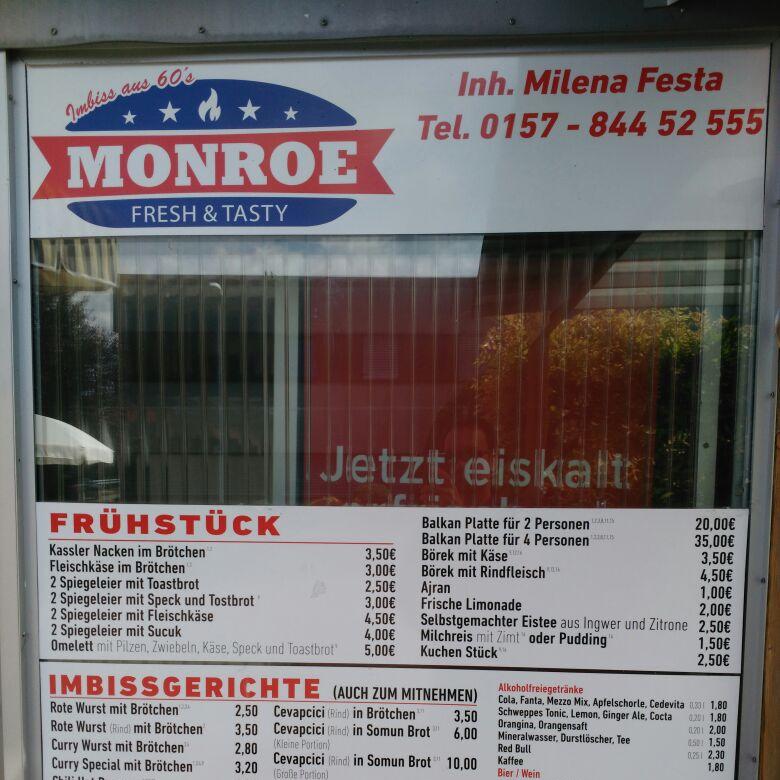 Imbiss aus 60's
MONROE
FRESH & TASTY
Inh. Milena Festa
Tel. 0157 - 844 52 555
Jetzt eiskalt
FRÜHSTÜCK
Kassler Nacken im Brötchen 3,50€
Fleischkäse im Brötchen 3,00€
2 Spiegeleier mit Toastbrot 2,50€
2 Spiegeleier mit Speck und Tostbrot 3,00€
2 Spiegeleier mit Fleischkäse 4,50€
2 Spiegeleier mit Sucuk 4,00€
Omelett mit Pilzen, Zwiebeln, Käse, Speck und Toastbrot 5,00€
Balkan Platte für 2 Personen 20,00€
Balkan Platte für 4 Personen 35,00€
Börek mit Käse 3,50€
Börek mit Rindfleisch 4,50€
Ajran 1,00€
Frische Limonade 2,00€
Selbstgemachter Eistee aus Ingwer und Zitrone 2,50€
Milchreis mit Zimt oder Pudding 1,50€
Kuchen Stück 2,50€
IMBISSGERICHTE (AUCH ZUM MITNEHMEN)
Rote Wurst mit Brötchen 2,50
Rote Wurst (Rind) mit Brötchen 3,50
Curry Wurst mit Brötchen 2,80
Curry Special mit Brötchen 3,20
Cevapcici (Rind) in Brötchen 3,50
Cevapcici (Rind) in Somun Brot 6,00
(Kleine Portion)
Cevapcici (Rind) in Somun Brot 10,00
(Große Portion)
Alkoholfreiegetränke
Cola, Fanta, Mezzo Mix, Apfelschorle, Cedevita 0,33 l 1,80
Schweppes Tonic, Lemon, Ginger Ale, Cocta 0,20 l 1,80
Orangina, Orangensaft 0,20 l 2,00
Mineralwasser, Durstlöscher, Tee 0,50 l 1,50
Red Bull 0,25 l 2,30
Kaffee 1,80
Bier / Wein